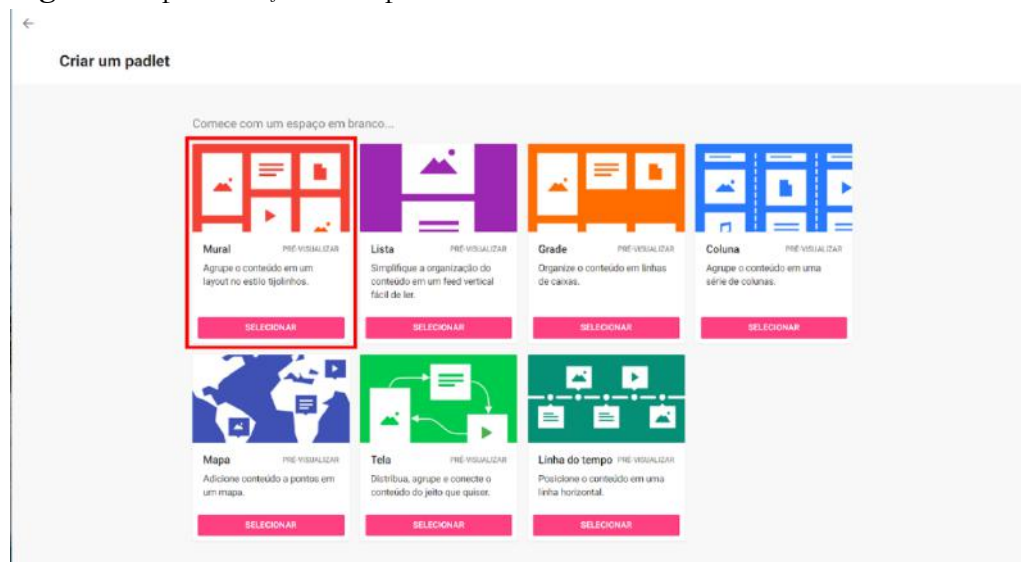 ←
Criar um padlet
Comece com um espaço em branco...
Mural PRÉ-VISUALIZAR
Agrupe o conteúdo em um
layout no estilo tijolinhos.
SELECIONAR
Lista PRÉ-VISUALIZAR
Simplifique a organização do
conteúdo em um feed vertical
fácil de ler.
SELECIONAR
Grade PRÉ-VISUALIZAR
Organize o conteúdo em linhas
de caixas.
SELECIONAR
Coluna PRÉ-VISUALIZAR
Agrupe o conteúdo em uma
série de colunas.
SELECIONAR
Mapa PRÉ-VISUALIZAR
Adicione conteúdo a pontos em
um mapa.
SELECIONAR
Tela PRÉ-VISUALIZAR
Distribua, agrupe e conecte o
conteúdo do jeito que quiser.
SELECIONAR
Linha do tempo PRÉ-VISUALIZAR
Posicione o conteúdo em uma
linha horizontal.
SELECIONAR